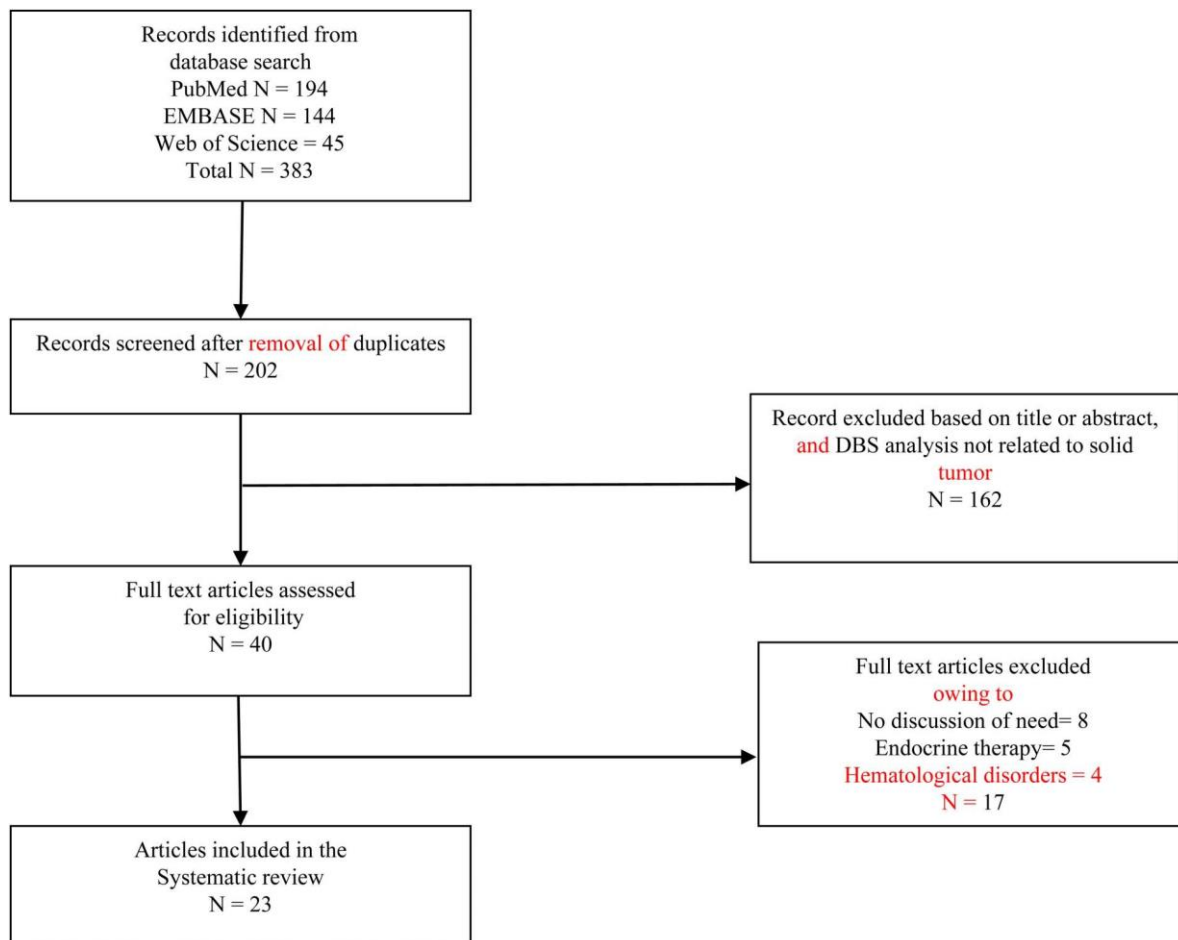 Records identified from
database search
PubMed N = 194
EMBASE N = 144
Web of Science = 45
Total N = 383
Records screened after removal of duplicates
N = 202
Record excluded based on title or abstract,
and DBS analysis not related to solid
tumor
N = 162
Full text articles assessed
for eligibility
N = 40
Full text articles excluded
owing to
No discussion of need= 8
Endocrine therapy= 5
Hematological disorders = 4
N = 17
Articles included in the
Systematic review
N = 23